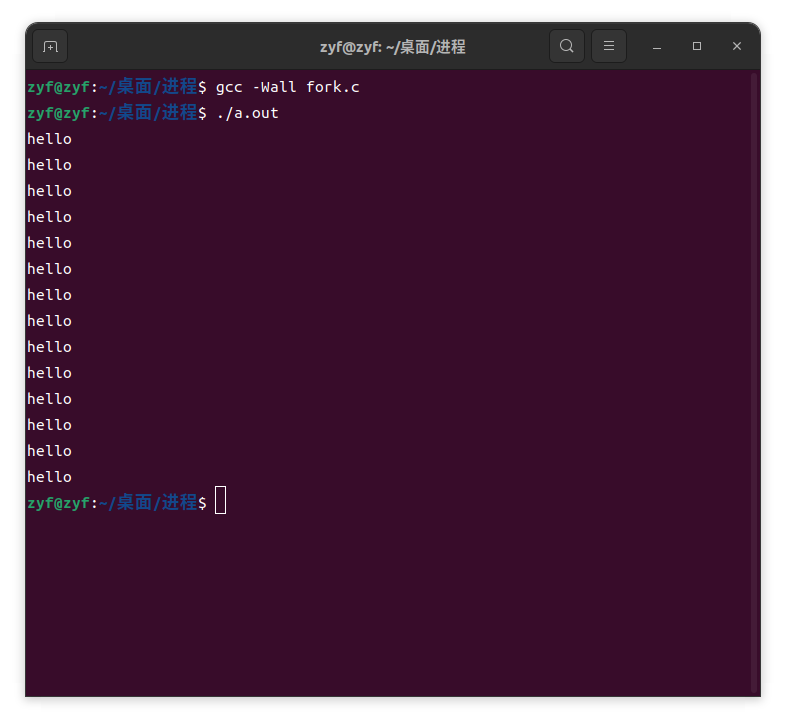 zyf@zyf: ~/桌面/进程
zyf@zyf:~/桌面/进程$ gcc -Wall fork.c
zyf@zyf:~/桌面/进程$ ./a.out
hello
hello
hello
hello
hello
hello
hello
hello
hello
hello
hello
hello
hello
hello
zyf@zyf:~/桌面/进程$